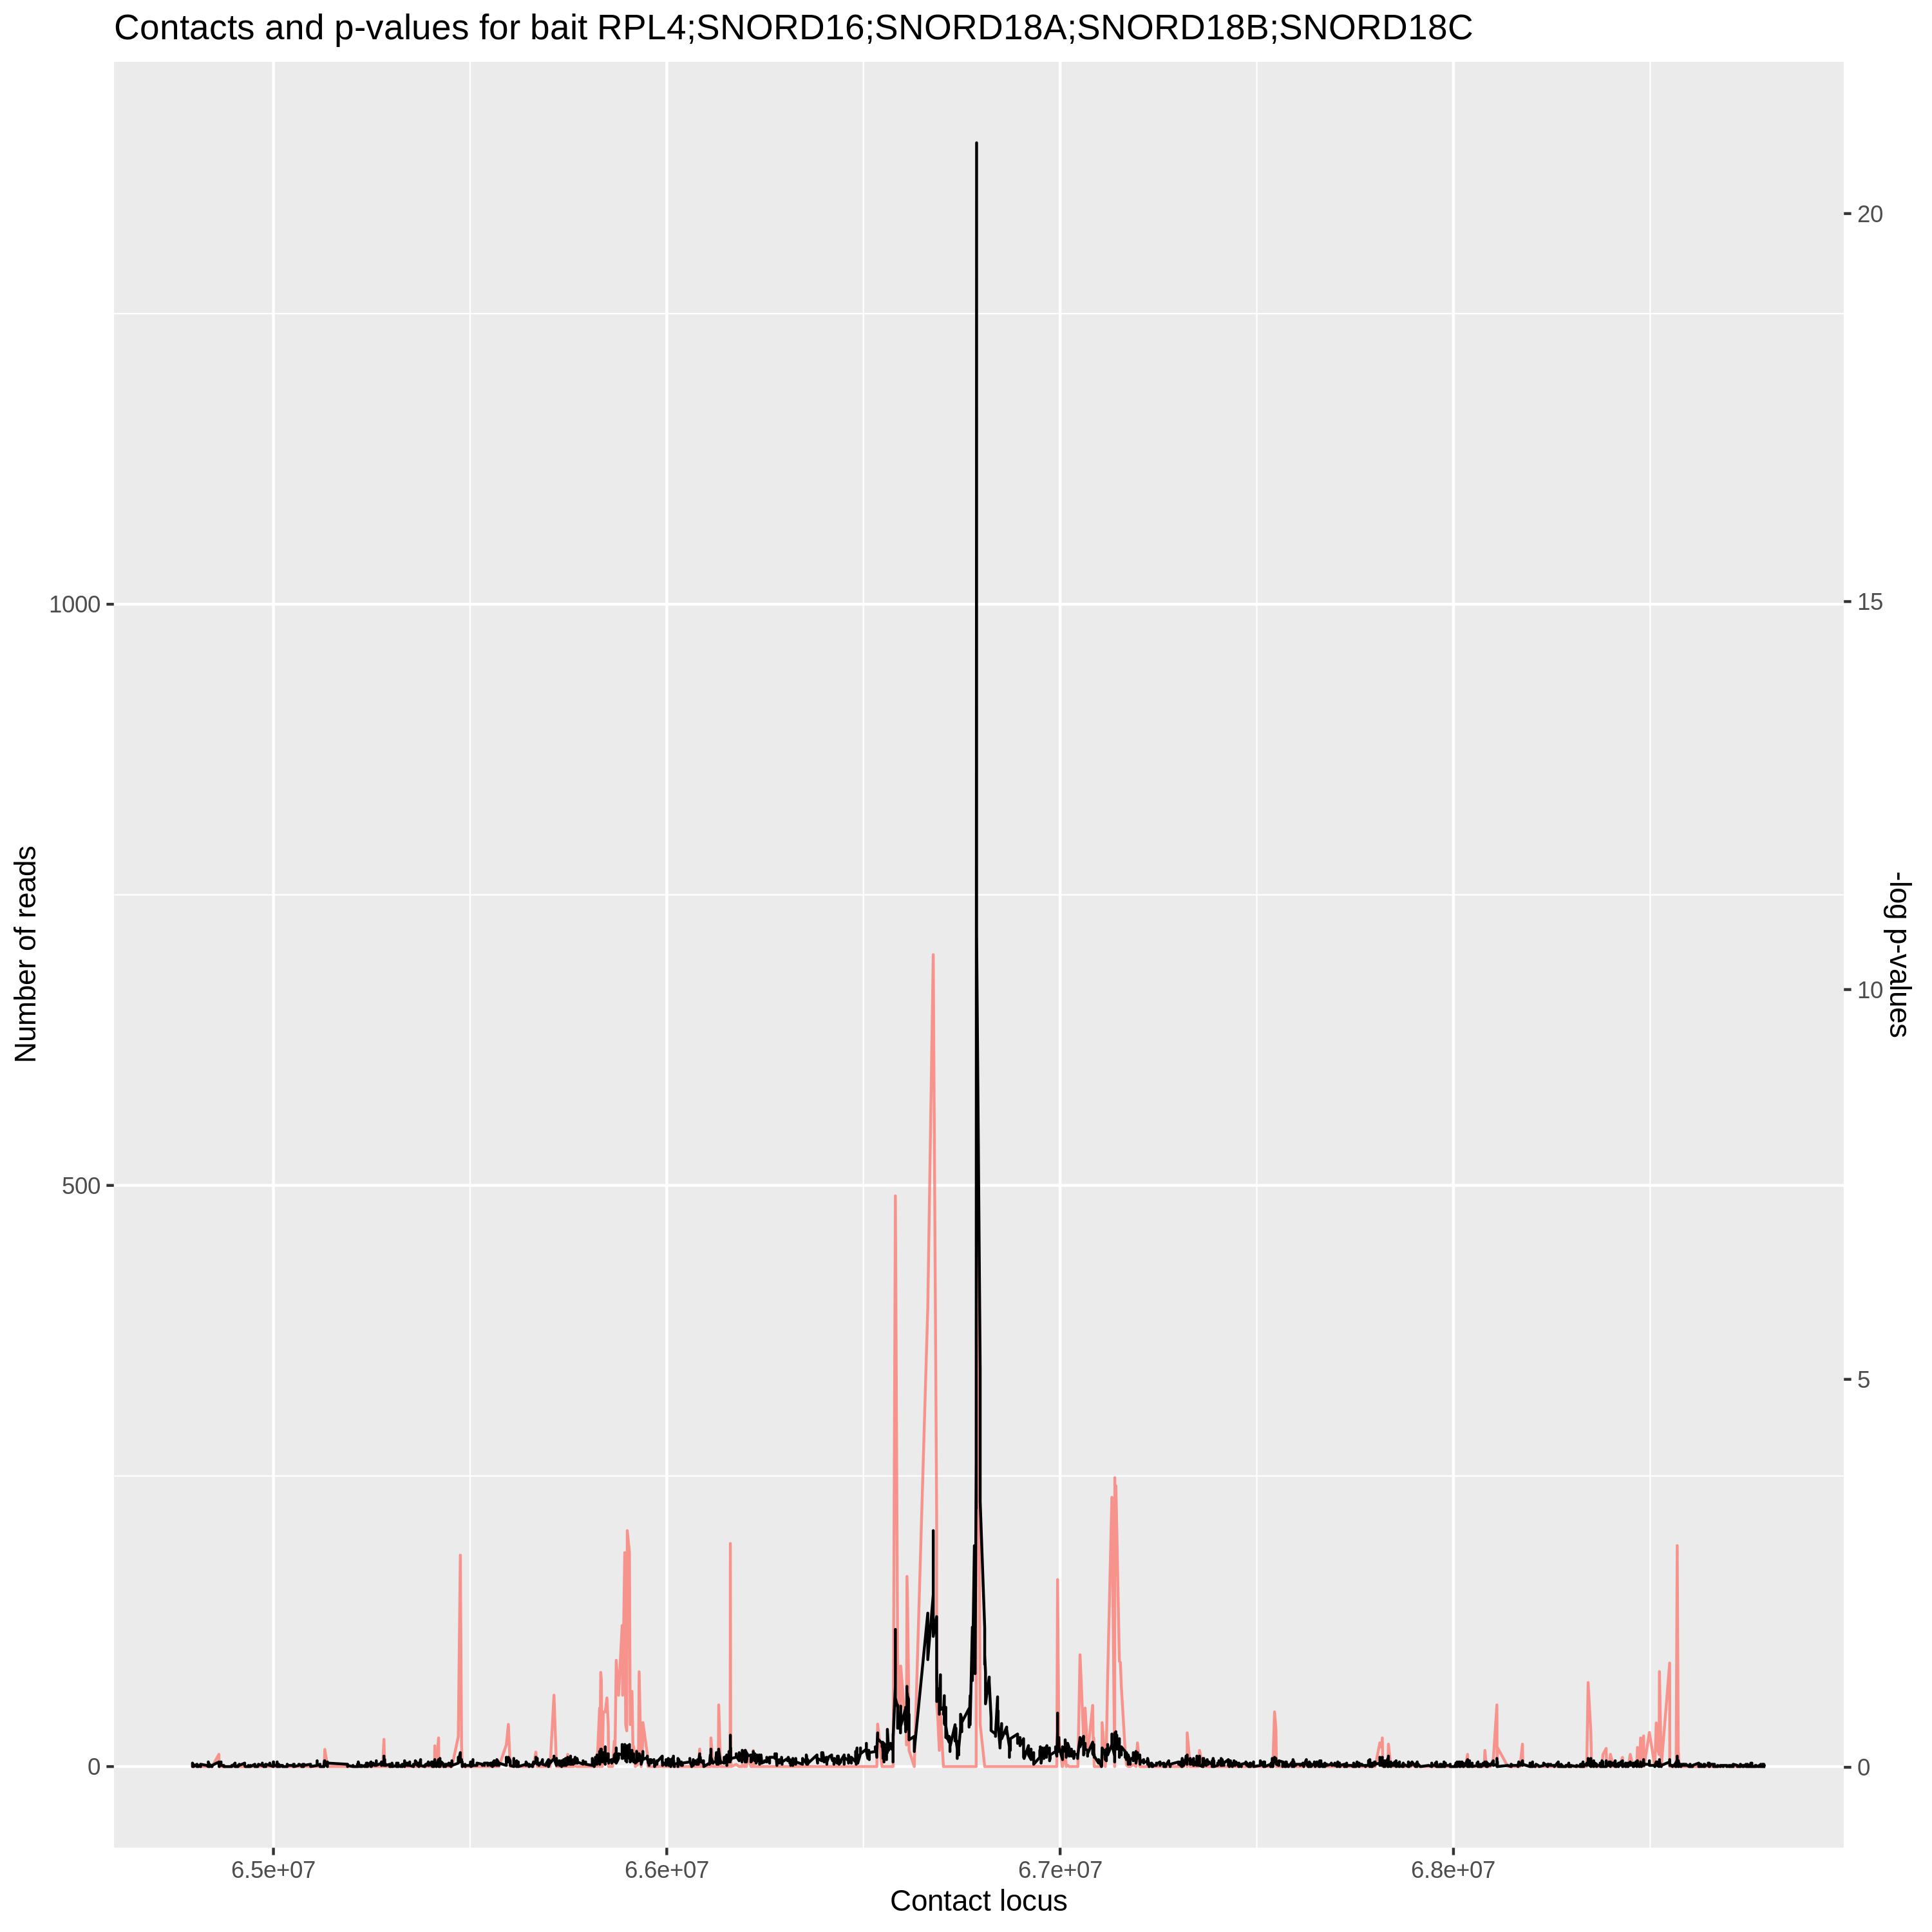 Contacts and p-values for bait RPL4;SNORD16;SNORD18A;SNORD18B;SNORD18C
Number of reads
1000
500
0
20
15
10
5
0
-log p-values
6.5e+07
6.6e+07
6.7e+07
6.8e+07
Contact locus